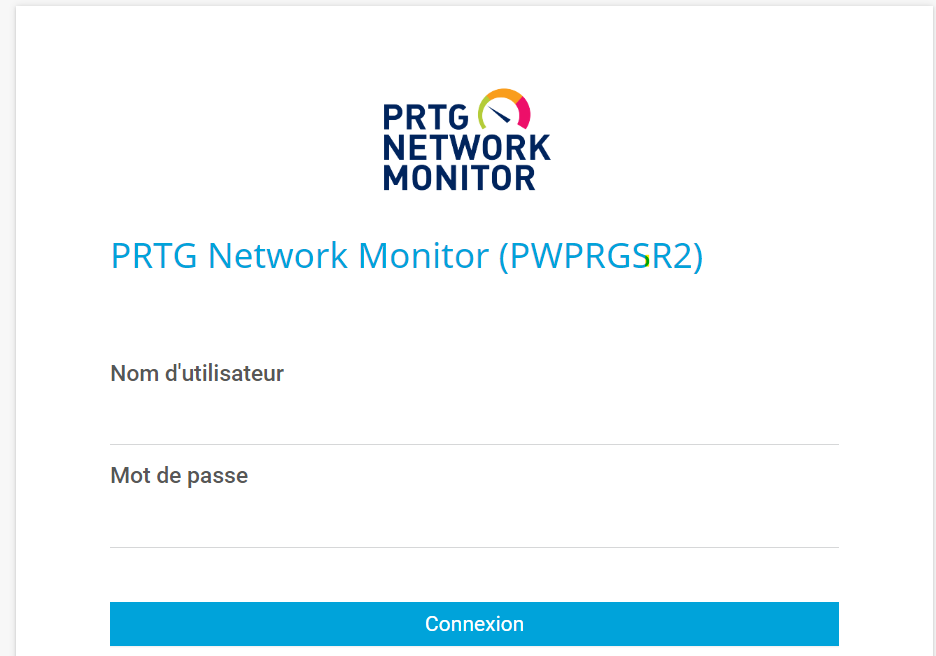 PRTG
NETWORK
MONITOR
PRTG Network Monitor (PWPRGSR2)
Nom d'utilisateur
Mot de passe
Connexion